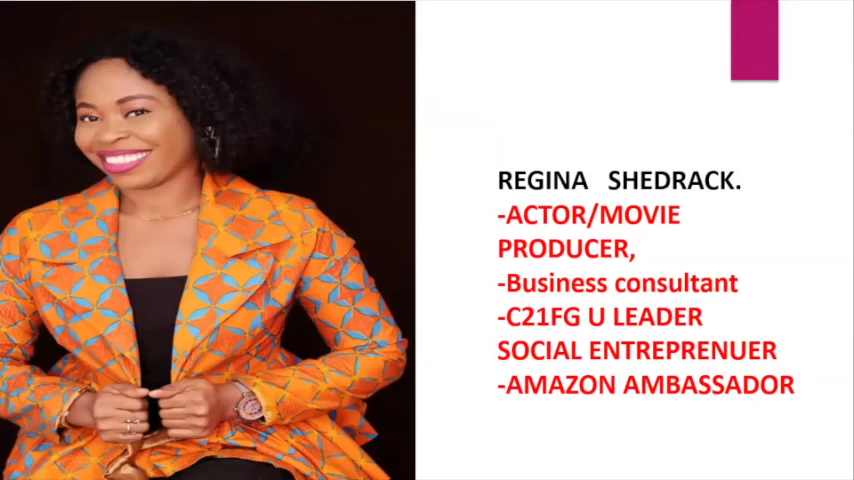 REGINA SHEDRACK.
-ACTOR/MOVIE
PRODUCER,
-Business consultant
-C21FG U LEADER
SOCIAL ENTREPRENUER
-AMAZON AMBASSADOR